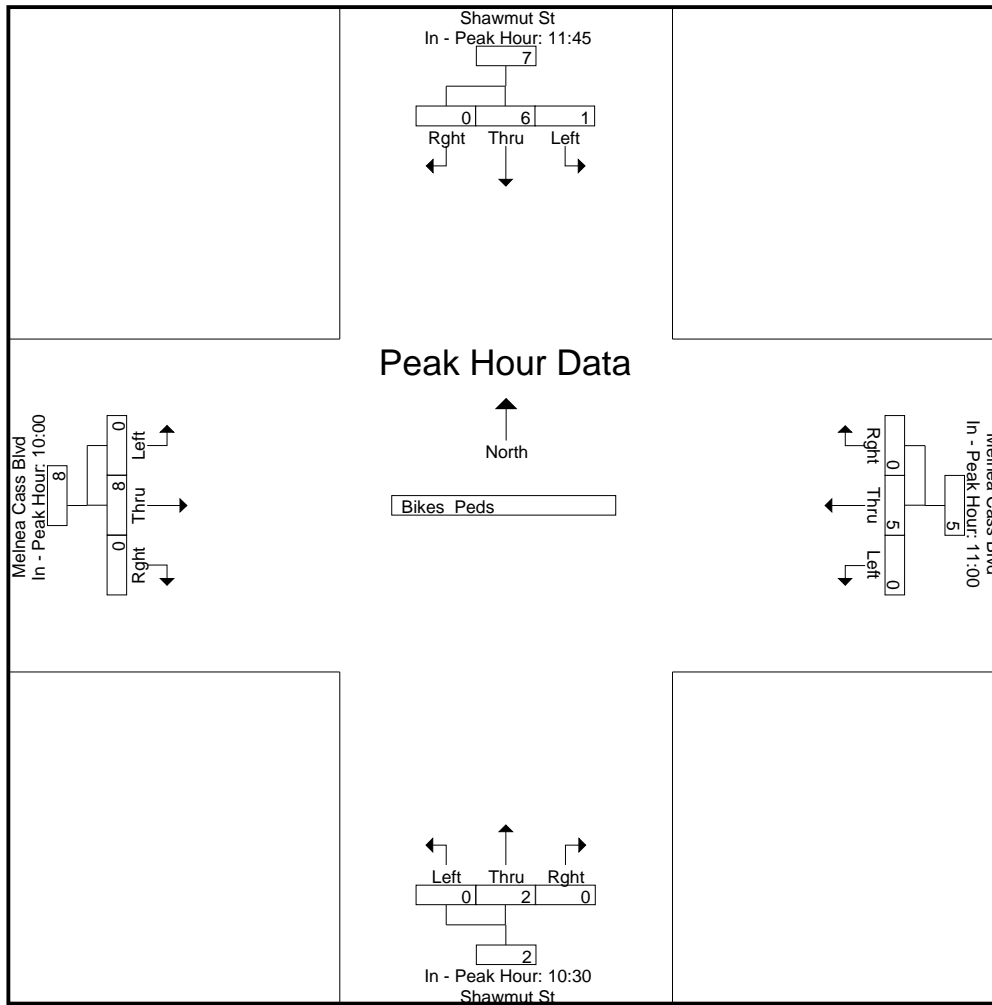 Shawmut St
In - Peak Hour: 11:45
7
0 6 1
Rght Thru Left
Peak Hour Data
North
Bikes Peds
Melnea Cass Blvd
In - Peak Hour: 10:00
8
0 8 0
Left Thru Rght
Rght Thru Left
0 5 0
5
In - Peak Hour: 11:00
Melnea Cass Blvd
Left Thru Rght
0 2 0
2
In - Peak Hour: 10:30
Shawmut St